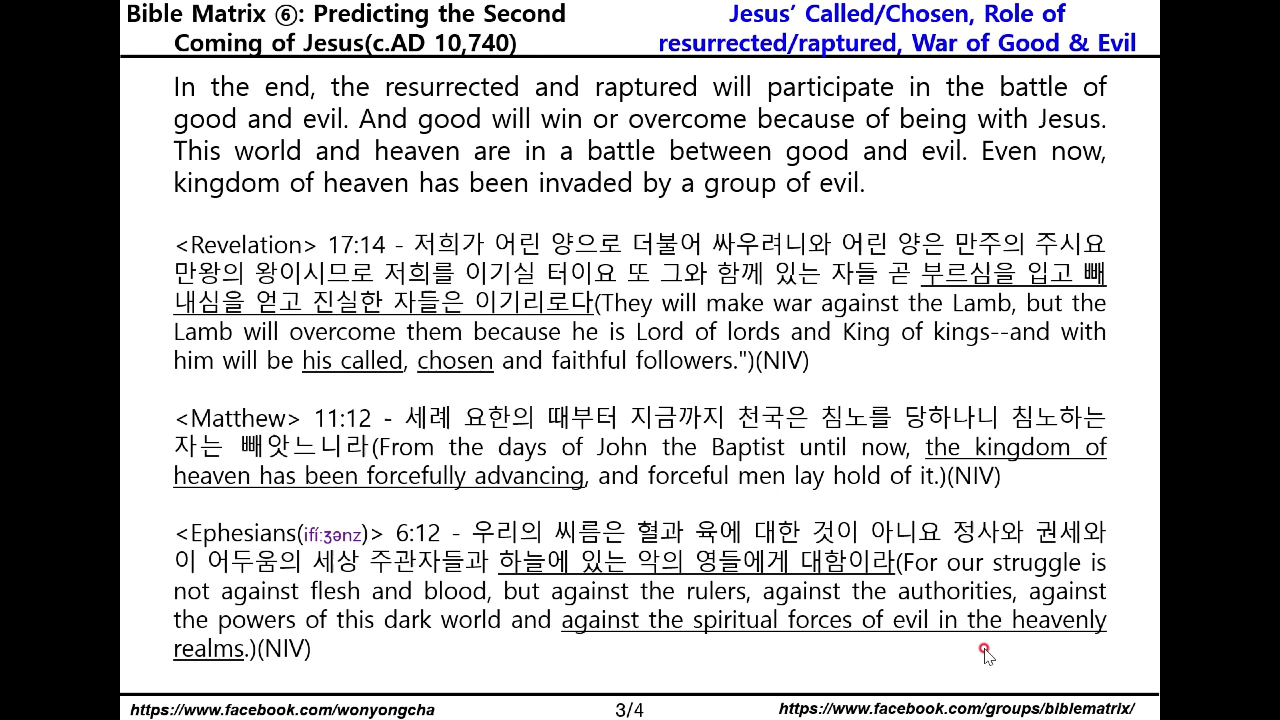 Bible Matrix ⑥: Predicting the Second
Coming of Jesus(c.AD 10,740)
Jesus‘ Called/Chosen, Role of
resurrected/raptured, War of Good & Evil
In the end, the resurrected and raptured will participate in the battle of
good and evil. And good will win or overcome because of being with Jesus.
This world and heaven are in a battle between good and evil. Even now,
kingdom of heaven has been invaded by a group of evil.
<Revelation> 17:14 - 저희가 어린 양으로 더불어 싸우려니와 어린 양은 만주의 주시요
만왕의 왕이시므로 저희를 이기실 터이요 또 그와 함께 있는 자들 곧 부르심을 입고 빼
내심을 얻고 진실한 자들은 이기리로다(They will make war against the Lamb, but the
Lamb will overcome them because he is Lord of lords and King of kings--and with
him will be his called, chosen and faithful followers.")(NIV)
<Matthew> 11:12 - 세례 요한의 때부터 지금까지 천국은 침노를 당하나니 침노하는
자는 빼앗느니라(From the days of John the Baptist until now, the kingdom of
heaven has been forcefully advancing, and forceful men lay hold of it.)(NIV)
<Ephesians(ifí:ʒənz)> 6:12 - 우리의 씨름은 혈과 육에 대한 것이 아니요 정사와 권세와
이 어두움의 세상 주관자들과 하늘에 있는 악의 영들에게 대함이라(For our struggle is
not against flesh and blood, but against the rulers, against the authorities, against
the powers of this dark world and against the spiritual forces of evil in the heavenly
realms.)(NIV)
https://www.facebook.com/wonyongcha
3/4
https://www.facebook.com/groups/biblematrix/